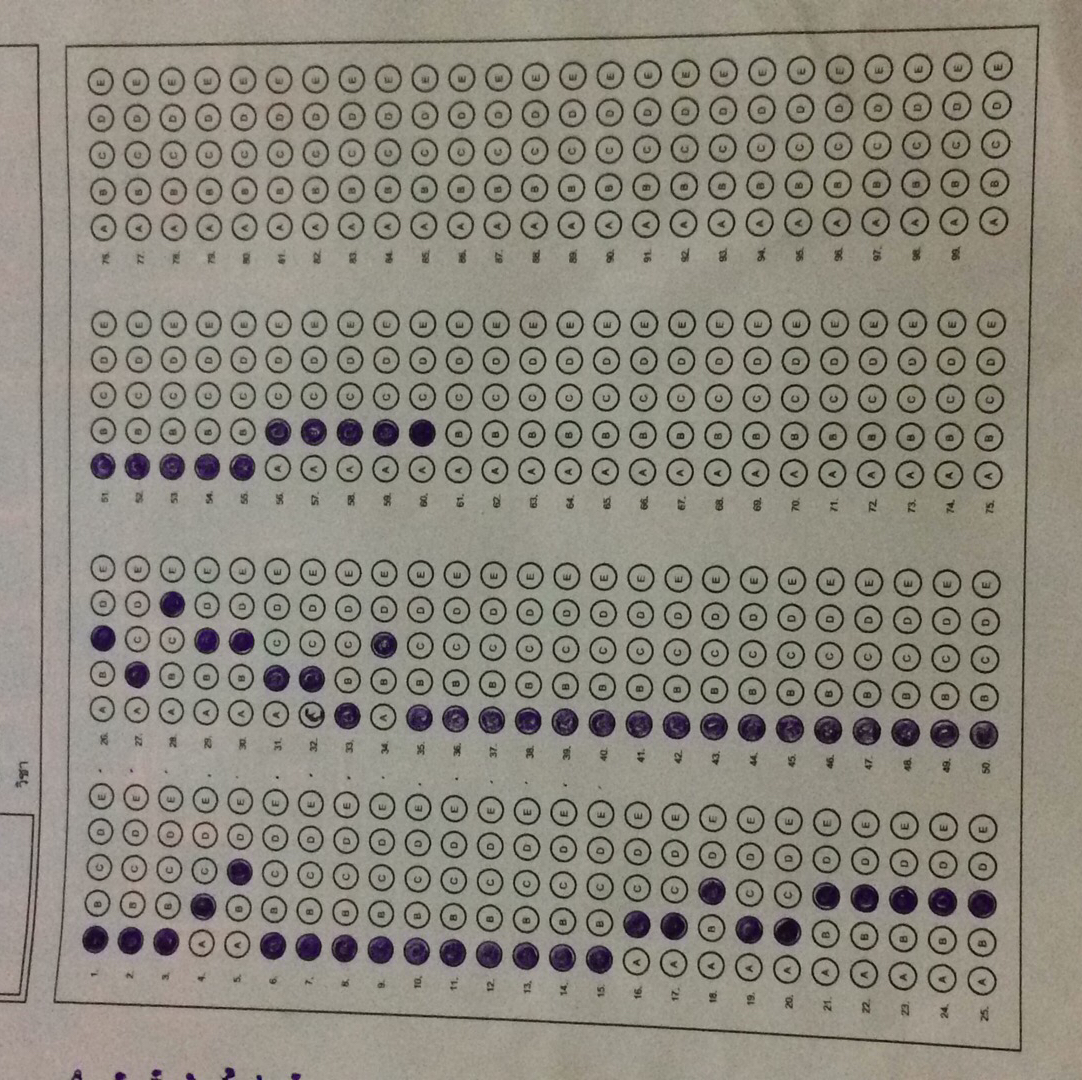 วิชา
1. B C D E
2. B C D E
3. B C D E
4. A C D E
5. A B D E
6. B C D E
7. B C D E
8. B C D E
9. B C D E
10. B C D E
11. B C D E
12. B C D E
13. B C D E
14. B C D E
15. B C D E
16. A C D E
17. A C D E
18. A B D E
19. A C D E
20. A C D E
21. A B D E
22. A B D E
23. A B D E
24. A B D E
25. A B D E
26. A B D E
27. A C D E
28. A B C E
29. A B D E
30. A B D E
31. A C D E
32. C D E
33. B C D E
34. A B D E
35. B C D E
36. B C D E
37. B C D E
38. B C D E
39. B C D E
40. B C D E
41. B C D E
42. B C D E
43. B C D E
44. B C D E
45. B C D E
46. B C D E
47. B C D E
48. B C D E
49. B C D E
50. B C D E
51. B C D E
52. B C D E
53. B C D E
54. B C D E
55. B C D E
56. A C D E
57. A C D E
58. A C D E
59. A C D E
60. A C D E
61. A B C D E
62. A B C D E
63. A B C D E
64. A B C D E
65. A B C D E
66. A B C D E
67. A B C D E
68. A B C D E
69. A B C D E
70. A B C D E
71. A B C D E
72. A B C D E
73. A B C D E
74. A B C D E
75. A B C D E
76. A B C D E
77. A B C D E
78. A B C D E
79. A B C D E
80. A B C D E
81. A B C D E
82. A B C D E
83. A B C D E
84. A B C D E
85. A B C D E
86. A B C D E
87. A B C D E
88. A B C D E
89. A B C D E
90. A B C D E
91. A B C D E
92. A B C D E
93. A B C D E
94. A B C D E
95. A B C D E
96. A B C D E
97. A B C D E
98. A B C D E
99. A B C D E
A B C D E